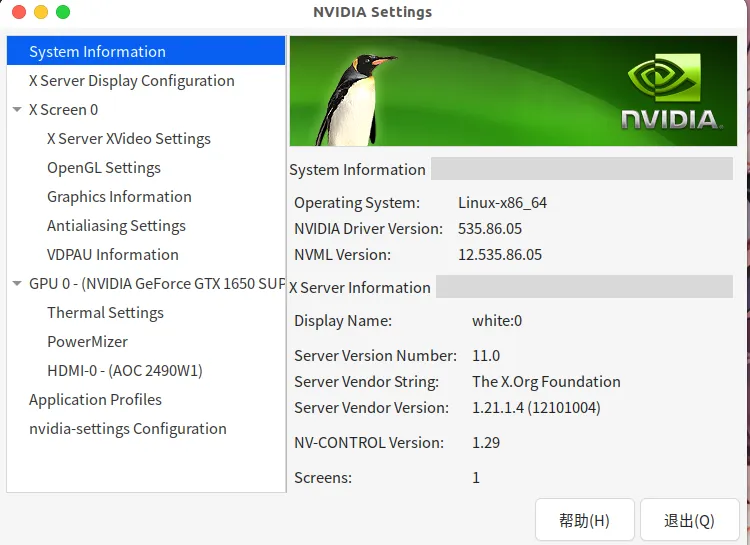 NVIDIA Settings
System Information
X Server Display Configuration
X Screen 0
X Server XVideo Settings
OpenGL Settings
Graphics Information
Antialiasing Settings
VDPAU Information
GPU 0 - (NVIDIA GeForce GTX 1650 SUP
Thermal Settings
PowerMizer
HDMI-0 - (AOC 2490W1)
Application Profiles
nvidia-settings Configuration
NVIDIA.
System Information
Operating System: Linux-x86_64
NVIDIA Driver Version: 535.86.05
NVML Version: 12.535.86.05
X Server Information
Display Name: white:0
Server Version Number: 11.0
Server Vendor String: The X.Org Foundation
Server Vendor Version: 1.21.1.4 (12101004)
NV-CONTROL Version: 1.29
Screens: 1
帮助(H) 退出(Q)